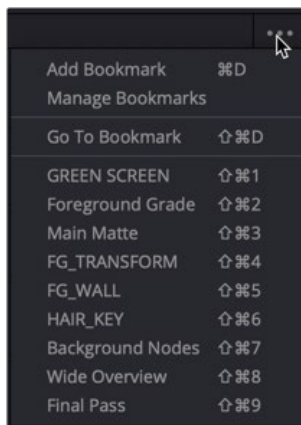 Add Bookmark ⌘D
Manage Bookmarks
Go To Bookmark ⇧⌘D
GREEN SCREEN ⇧⌘1
Foreground Grade ⇧⌘2
Main Matte ⇧⌘3
FG_TRANSFORM ⇧⌘4
FG_WALL ⇧⌘5
HAIR_KEY ⇧⌘6
Background Nodes ⇧⌘7
Wide Overview ⇧⌘8
Final Pass ⇧⌘9